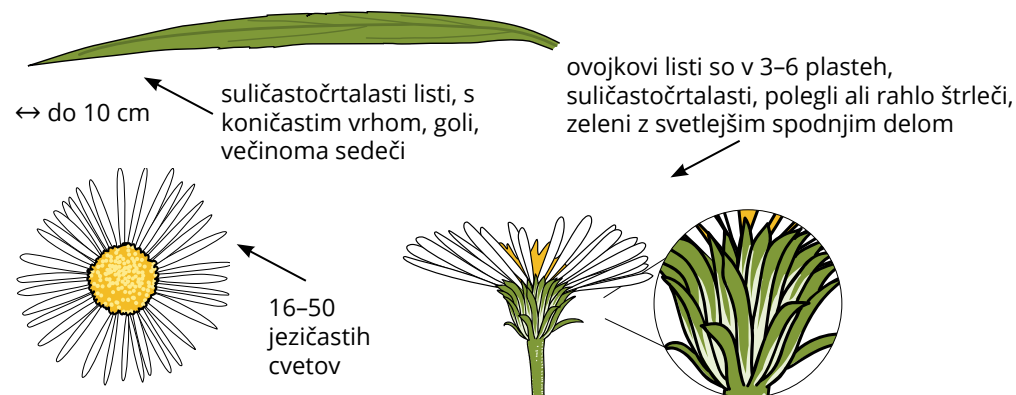 ↔ do 10 cm
suličastočrtalasti listi, s
koničastim vrhom, goli,
večinoma sedeči
ovojkovi listi so v 3–6 plasteh,
suličastočrtalasti, polegli ali rahlo štrleči,
zeleni z svetlejšim spodnjim delom
16–50
jezičastih
cvetov